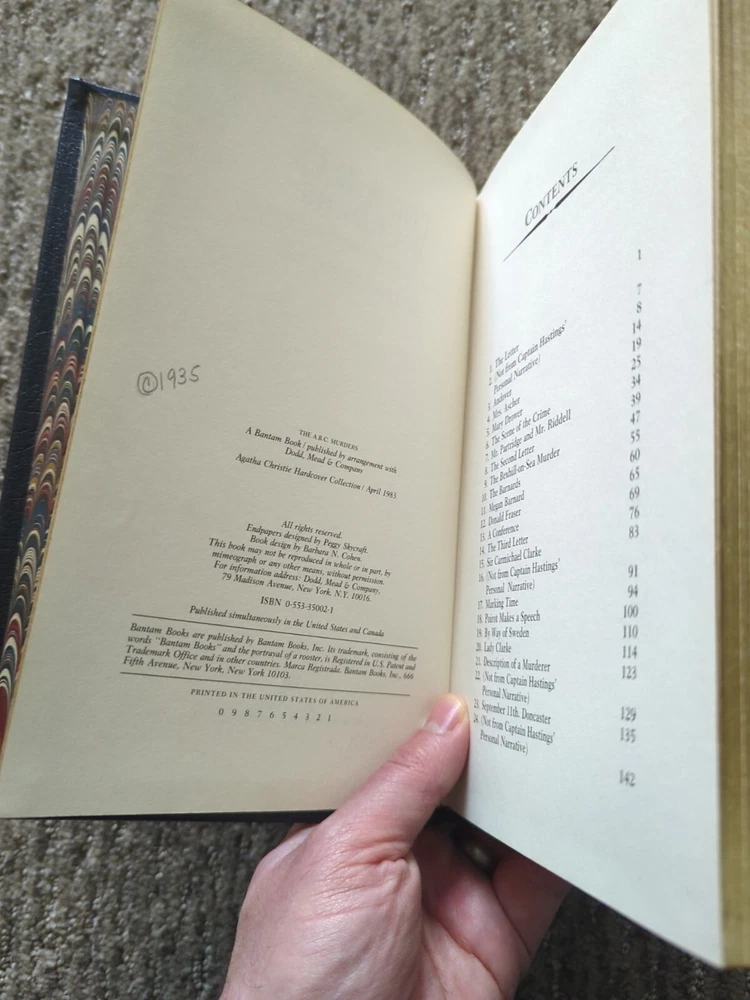 ©1935
THE A.B.C. MURDERS
A Bantam Book / published by arrangement with
Dodd, Mead & Company
Agatha Christie Hardcover Collection / April 1983
All rights reserved.
Endpapers designed by Peggy Skycraft.
Book design by Barbara N. Cohen.
This book may not be reproduced in whole or in part, by
mimeograph or any other means, without permission.
For information address: Dodd, Mead & Company,
79 Madison Avenue, New York, N.Y. 10016.
ISBN 0-553-35002-1
Published simultaneously in the United States and Canada
Bantam Books are published by Bantam Books, Inc. Its trademark, consisting of the
words "Bantam Books" and the portrayal of a rooster, is Registered in U.S. Patent and
Trademark Office and in other countries. Marca Registrada. Bantam Books, Inc., 666
Fifth Avenue, New York, New York 10103.
PRINTED IN THE UNITED STATES OF AMERICA
0 9 8 7 6 5 4 3 2 1
CONTENTS
1. The Letter 1
2. (Not from Captain Hastings'
Personal Narrative) 7
3. Andover 8
4. Mrs. Ascher 14
5. Mary Drower 19
6. The Scene of the Crime 25
7. Mr. Partridge and Mr. Riddell 34
8. The Second Letter 39
9. The Bexhill-on-Sea Murder 47
10. The Barnards 55
11. Megan Barnard 60
12. Donald Fraser 65
13. A Conference 69
14. The Third Letter 76
15. Sir Carmichael Clarke 83
16. (Not from Captain Hastings'
Personal Narrative) 91
17. Marking Time 94
18. Poirot Makes a Speech 100
19. By Way of Sweden 110
20. Lady Clarke 114
21. Description of a Murderer 123
22. (Not from Captain Hastings'
Personal Narrative) 129
23. September 11th. Doncaster 135
24. (Not from Captain Hastings'
Personal Narrative) 142